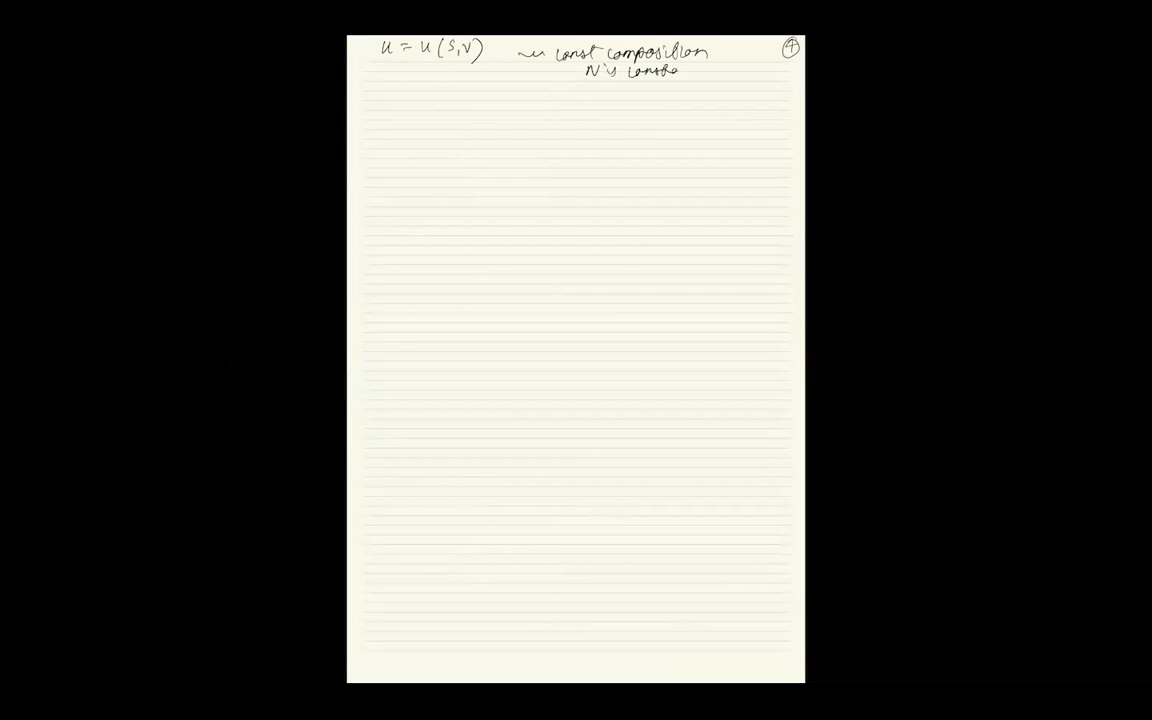 u = u(s,v) ~ const composition ④
N's const